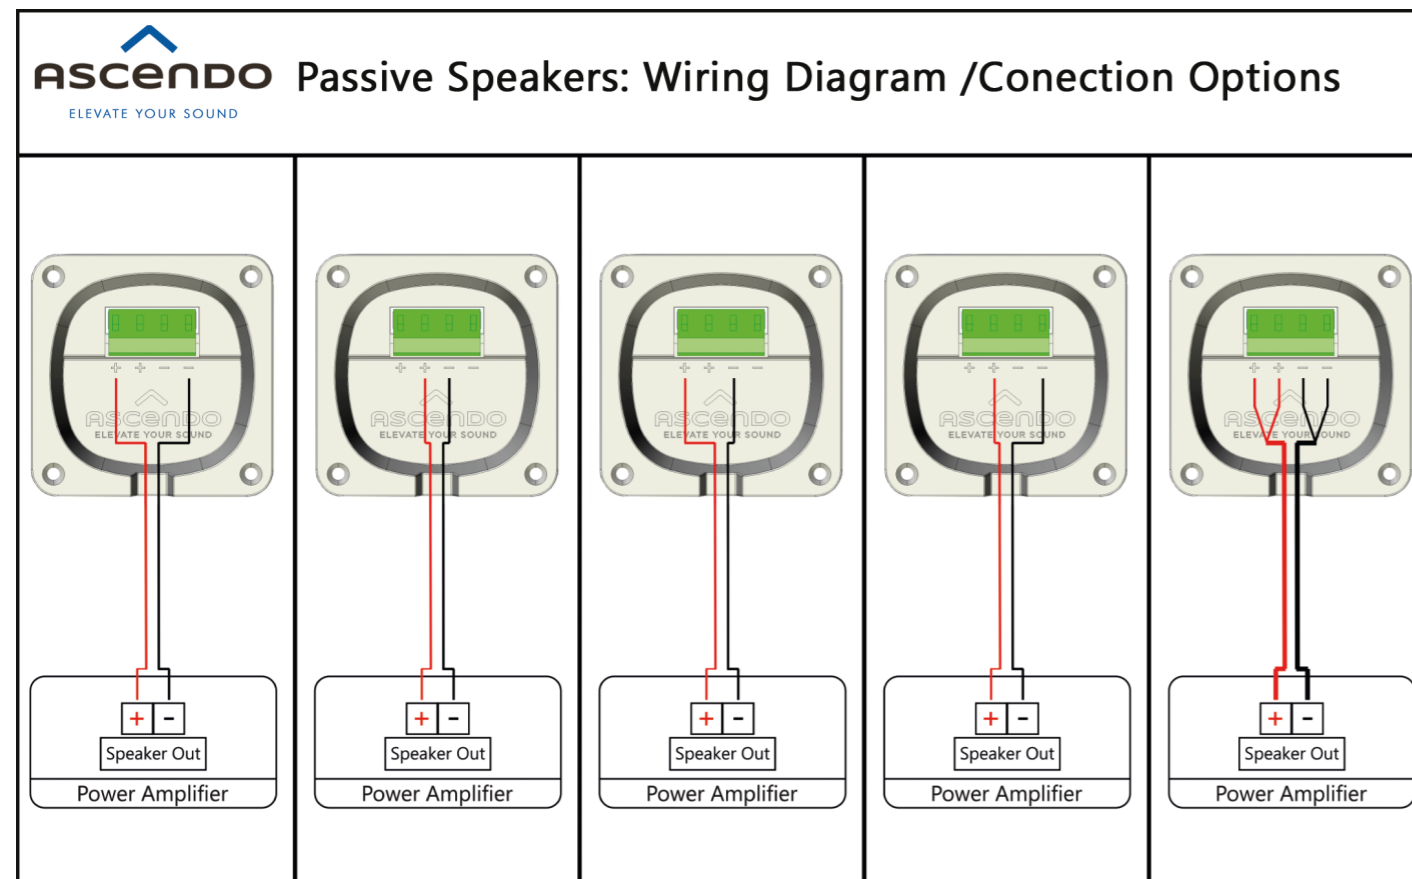 ASCENDO
ELEVATE YOUR SOUND
Passive Speakers: Wiring Diagram /Conection Options
+ + − −
ASCENDO
ELEVATE YOUR SOUND
+ -
Speaker Out
Power Amplifier
+ + − −
ASCENDO
ELEVATE YOUR SOUND
+ -
Speaker Out
Power Amplifier
+ + − −
ASCENDO
ELEVATE YOUR SOUND
+ -
Speaker Out
Power Amplifier
+ + − −
ASCENDO
ELEVATE YOUR SOUND
+ -
Speaker Out
Power Amplifier
+ + − −
ASCENDO
ELEVATE YOUR SOUND
+ -
Speaker Out
Power Amplifier